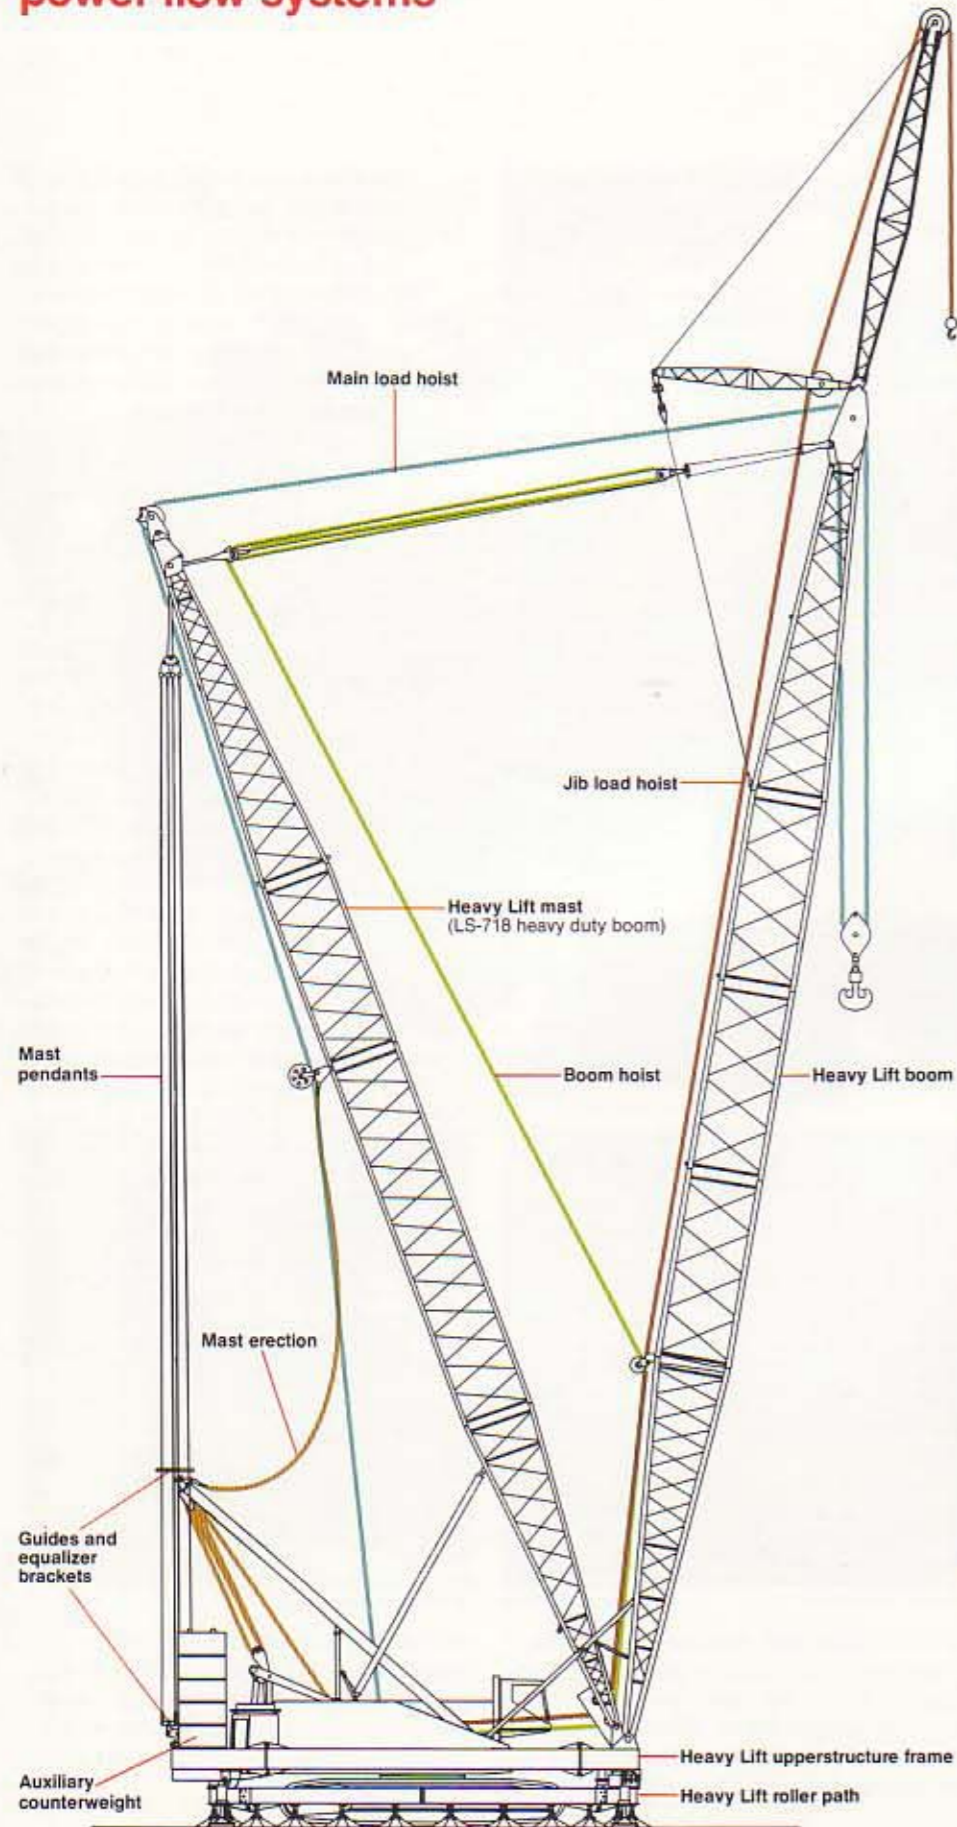 power flow systems
Main load hoist
Jib load hoist
Heavy Lift mast
(LS-718 heavy duty boom)
Mast
pendants
Boom hoist
Heavy Lift boom
Mast erection
Guides and
equalizer
brackets
Heavy Lift upperstructure frame
Auxiliary
counterweight
Heavy Lift roller path